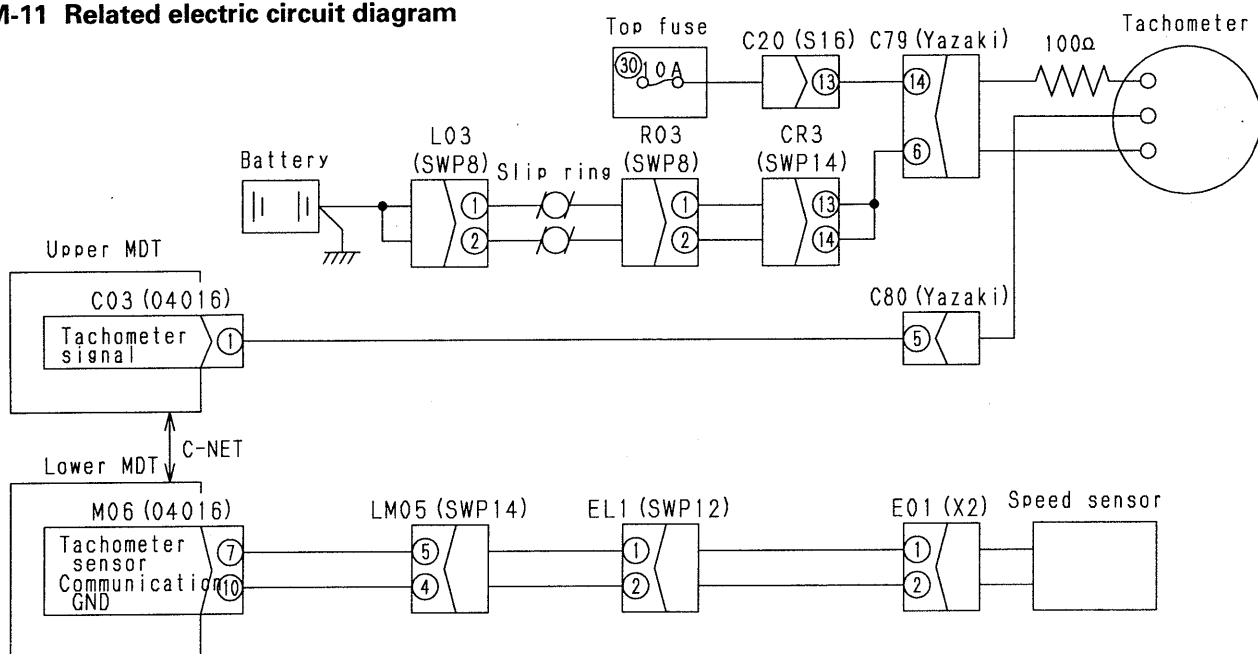 M-11 Related electric circuit diagram
Top fuse
30
10A
C20 (S16)
13
C79 (Yazaki)
14
6
100Ω
Tachometer
Battery
L03
(SWP8)
1
2
Slip ring
R03
(SWP8)
1
2
CR3
(SWP14)
13
14
Upper MDT
C03 (04016)
Tachometer
signal
1
C80 (Yazaki)
5
C-NET
Lower MDT
M06 (04016)
Tachometer
sensor
Communication
GND
7
10
LM05 (SWP14)
5
4
EL1 (SWP12)
1
2
E01 (X2)
1
2
Speed sensor